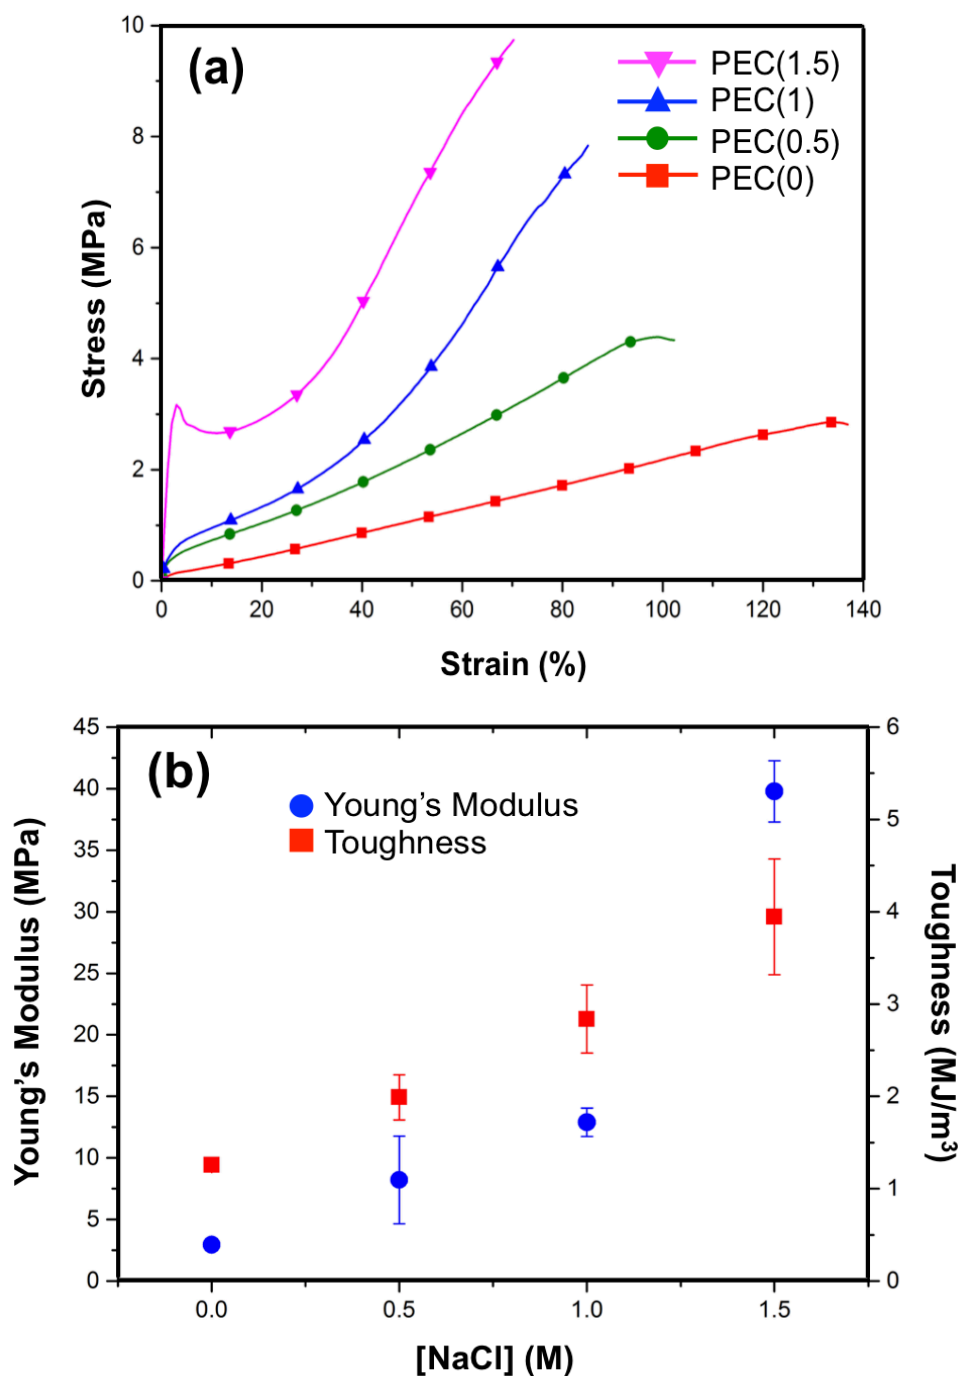 (a)
PEC(1.5)
PEC(1)
PEC(0.5)
PEC(0)
Stress (MPa)
10
8
6
4
2
0
0 20 40 60 80 100 120 140
Strain (%)
(b)
Young's Modulus
Toughness
Young's Modulus (MPa)
45
40
35
30
25
20
15
10
5
0
6
5
4
3
2
1
0
Toughness (MJ/m³)
0.0 0.5 1.0 1.5
[NaCl] (M)